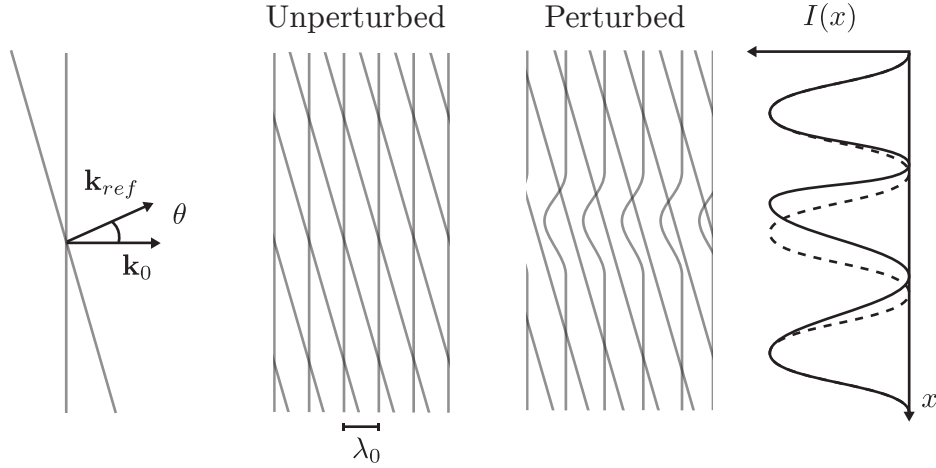 Unperturbed
Perturbed
I(x)
k_ref
θ
k_0
x
λ_0